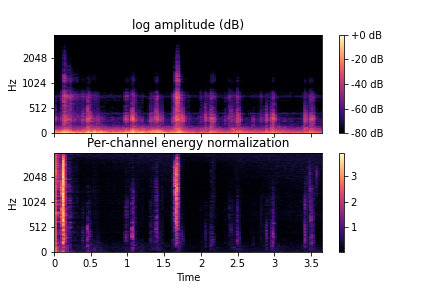 log amplitude (dB)
Hz
2048
1024
512
0
+0 dB
-20 dB
-40 dB
-60 dB
-80 dB
Per-channel energy normalization
Hz
2048
1024
512
0
3
2
1
0 0.5 1 1.5 2 2.5 3 3.5
Time